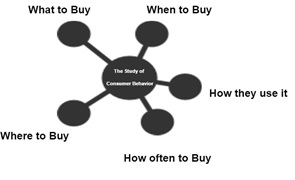 What to Buy
When to Buy
The Study of
Consumer Behavior
How they use it
Where to Buy
How often to Buy